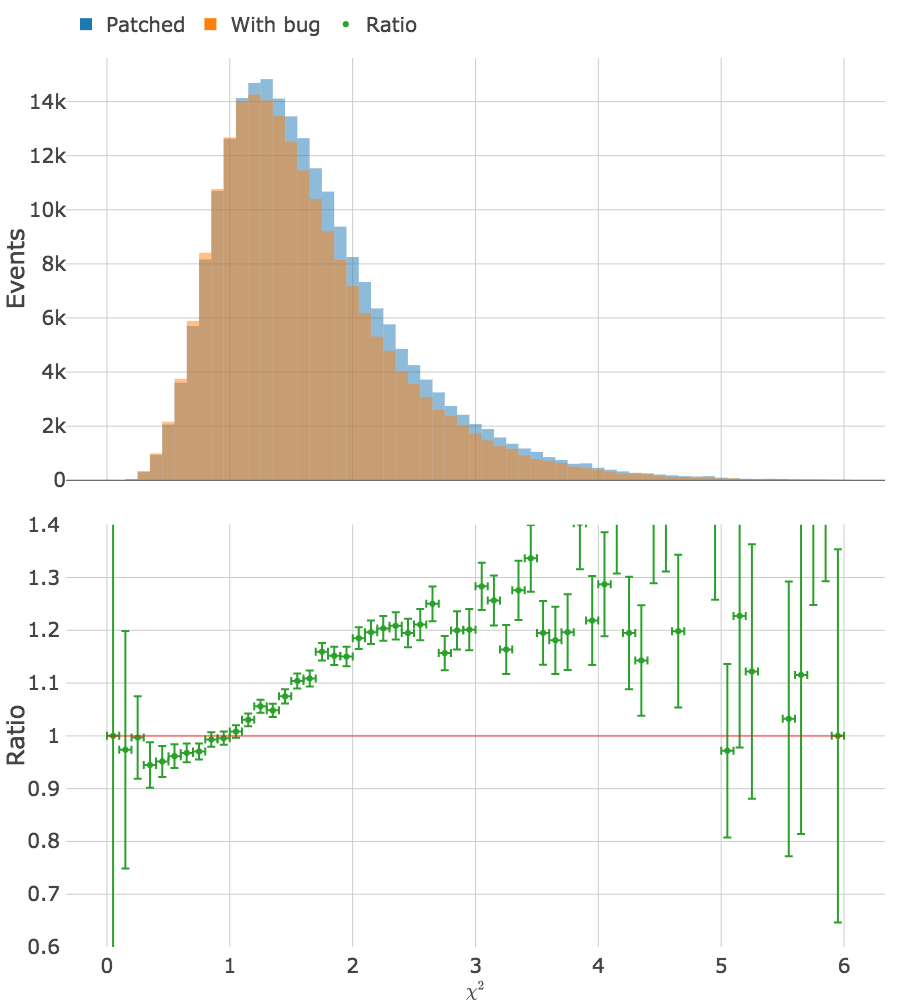 Patched With bug Ratio
14k
12k
10k
8k
6k
4k
2k
0
Events
1.4
1.3
1.2
1.1
1
0.9
0.8
0.7
0.6
Ratio
0 1 2 3 4 5 6
χ²